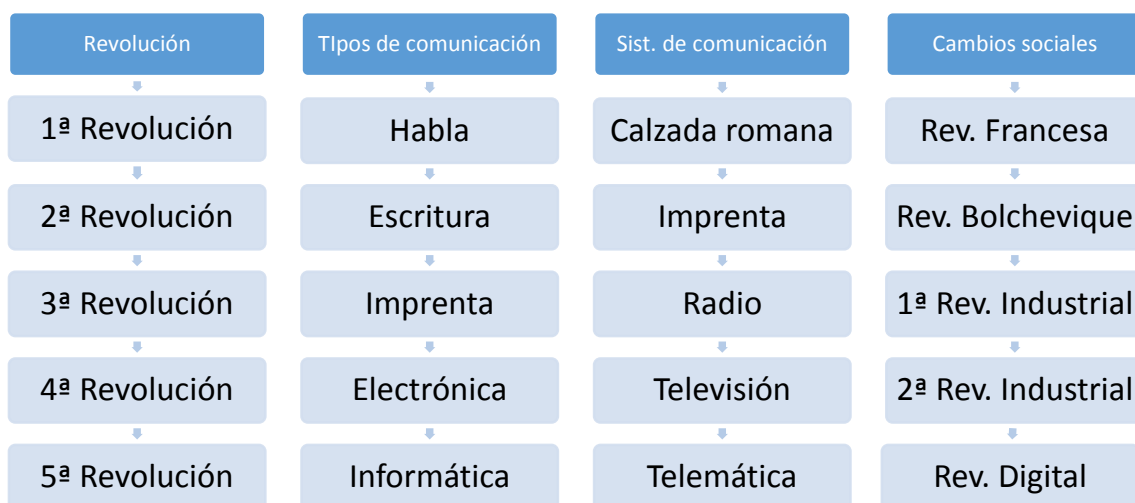 Revolución
TIpos de comunicación
Sist. de comunicación
Cambios sociales
1ª Revolución
Habla
Calzada romana
Rev. Francesa
2ª Revolución
Escritura
Imprenta
Rev. Bolchevique
3ª Revolución
Imprenta
Radio
1ª Rev. Industrial
4ª Revolución
Electrónica
Televisión
2ª Rev. Industrial
5ª Revolución
Informática
Telemática
Rev. Digital